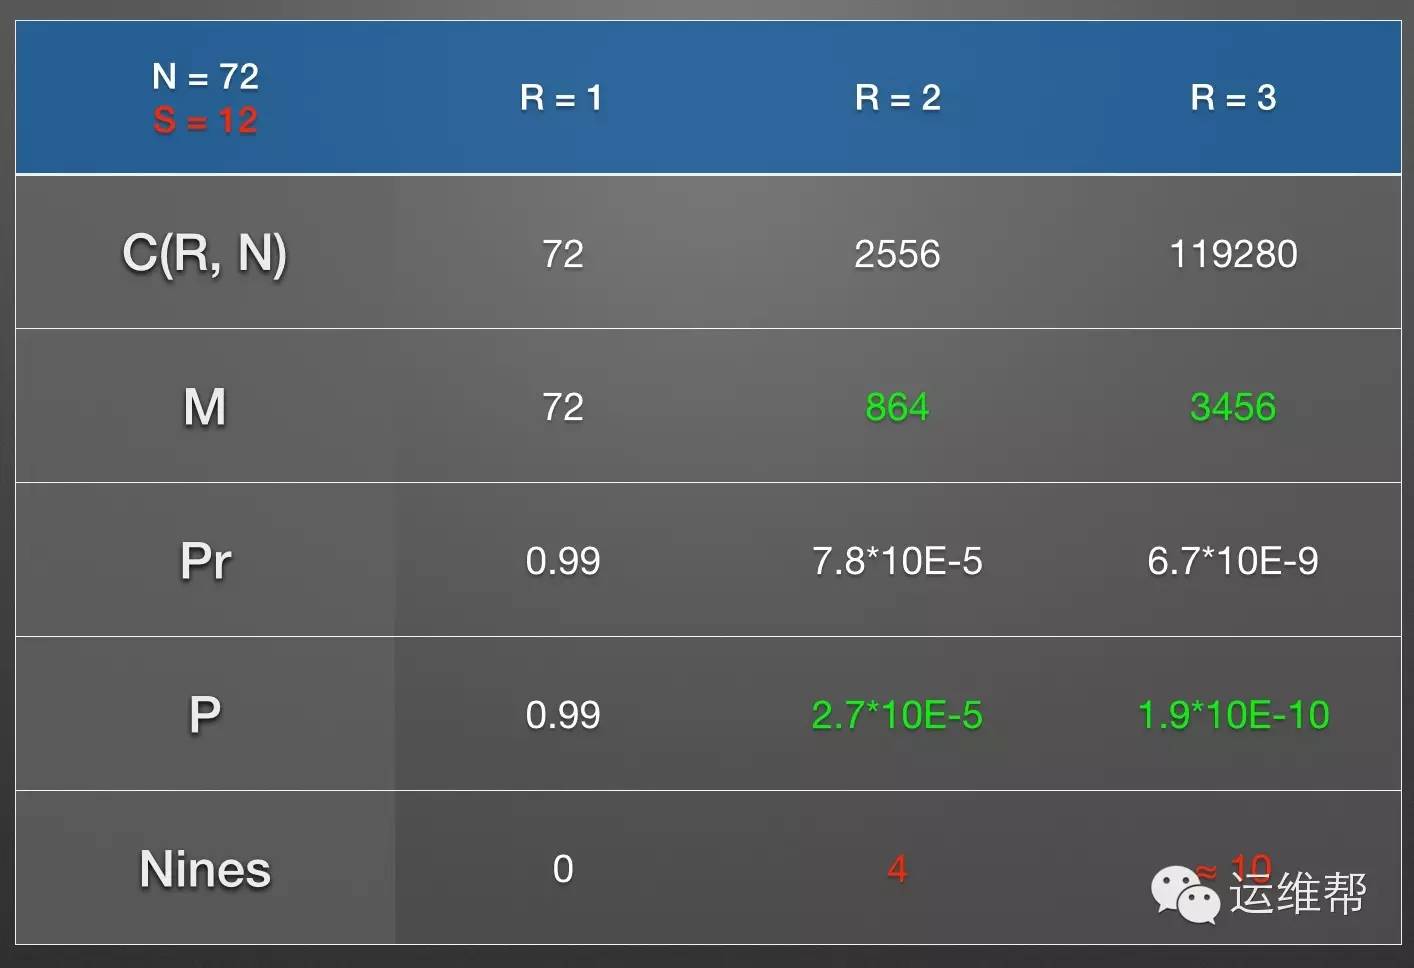 N = 72
S = 12
R = 1
R = 2
R = 3
C(R, N)
72
2556
119280
M
72
864
3456
Pr
0.99
7.8*10E-5
6.7*10E-9
P
0.99
2.7*10E-5
1.9*10E-10
Nines
0
4
≈ 10
运维帮